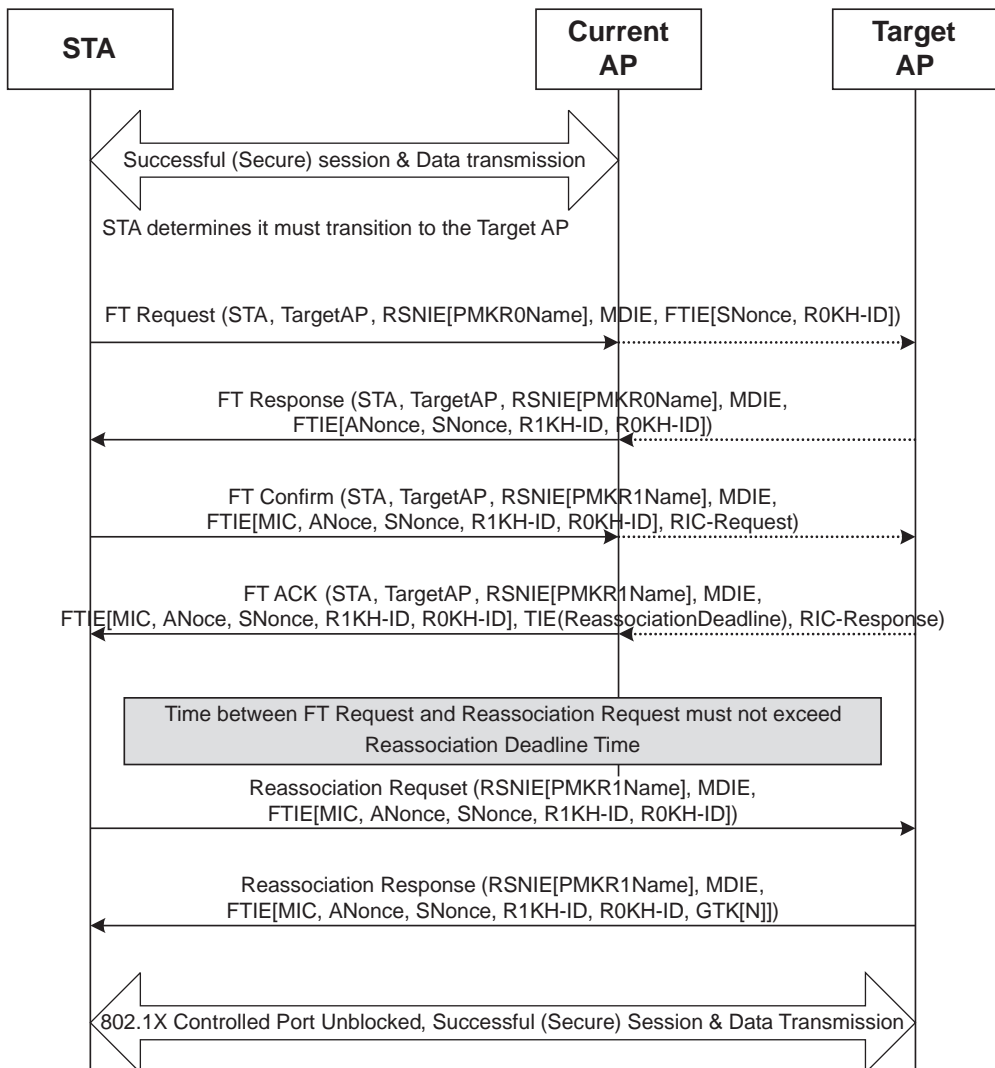 STA
Current
AP
Target
AP
Successful (Secure) session & Data transmission
STA determines it must transition to the Target AP
FT Request (STA, TargetAP, RSNIE[PMKR0Name], MDIE, FTIE[SNonce, R0KH-ID])
FT Response (STA, TargetAP, RSNIE[PMKR0Name], MDIE,
FTIE[ANonce, SNonce, R1KH-ID, R0KH-ID])
FT Confirm (STA, TargetAP, RSNIE[PMKR1Name], MDIE,
FTIE[MIC, ANoce, SNonce, R1KH-ID, R0KH-ID], RIC-Request)
FT ACK (STA, TargetAP, RSNIE[PMKR1Name], MDIE,
FTIE[MIC, ANoce, SNonce, R1KH-ID, R0KH-ID], TIE(ReassociationDeadline), RIC-Response)
Time between FT Request and Reassociation Request must not exceed
Reassociation Deadline Time
Reassociation Requset (RSNIE[PMKR1Name], MDIE,
FTIE[MIC, ANonce, SNonce, R1KH-ID, R0KH-ID])
Reassociation Response (RSNIE[PMKR1Name], MDIE,
FTIE[MIC, ANonce, SNonce, R1KH-ID, R0KH-ID, GTK[N]])
802.1X Controlled Port Unblocked, Successful (Secure) Session & Data Transmission